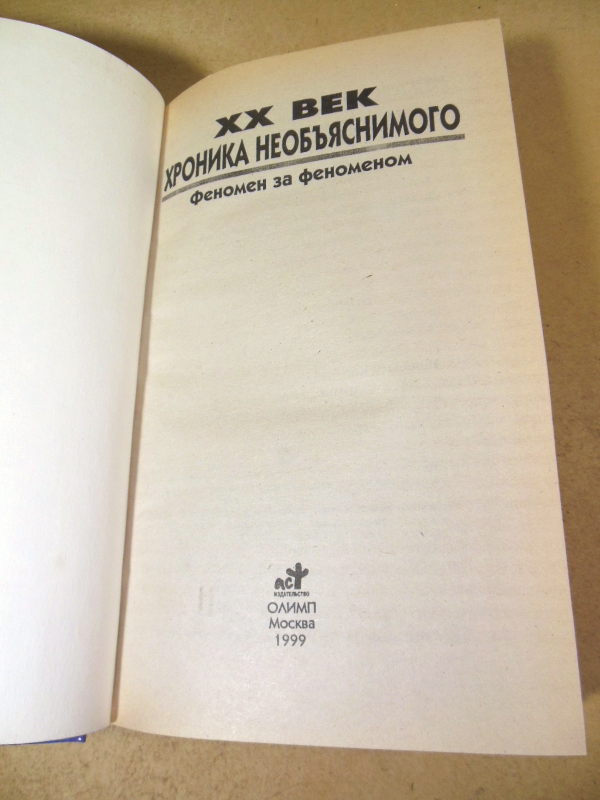 XX ВЕК
ХРОНИКА НЕОБЪЯСНИМОГО
Феномен за феноменом
аст
ИЗДАТЕЛЬСТВО
ОЛИМП
Москва
1999